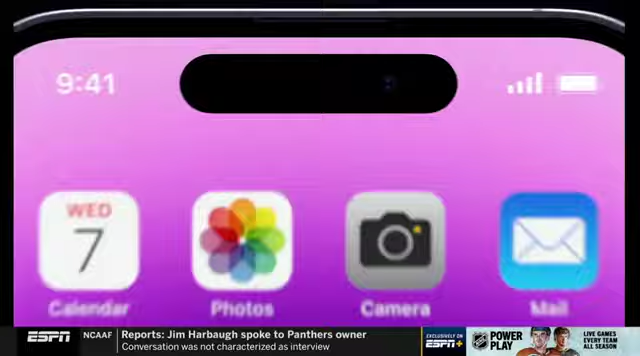 9:41
WED
7
Calendar
Photos
Camera
Mail
ESPN
NCAAF
Reports: Jim Harbaugh spoke to Panthers owner
Conversation was not characterized as interview
EXCLUSIVELY ON
ESPN+
NHL
POWER
PLAY
LIVE GAMES
EVERY TEAM
ALL SEASON